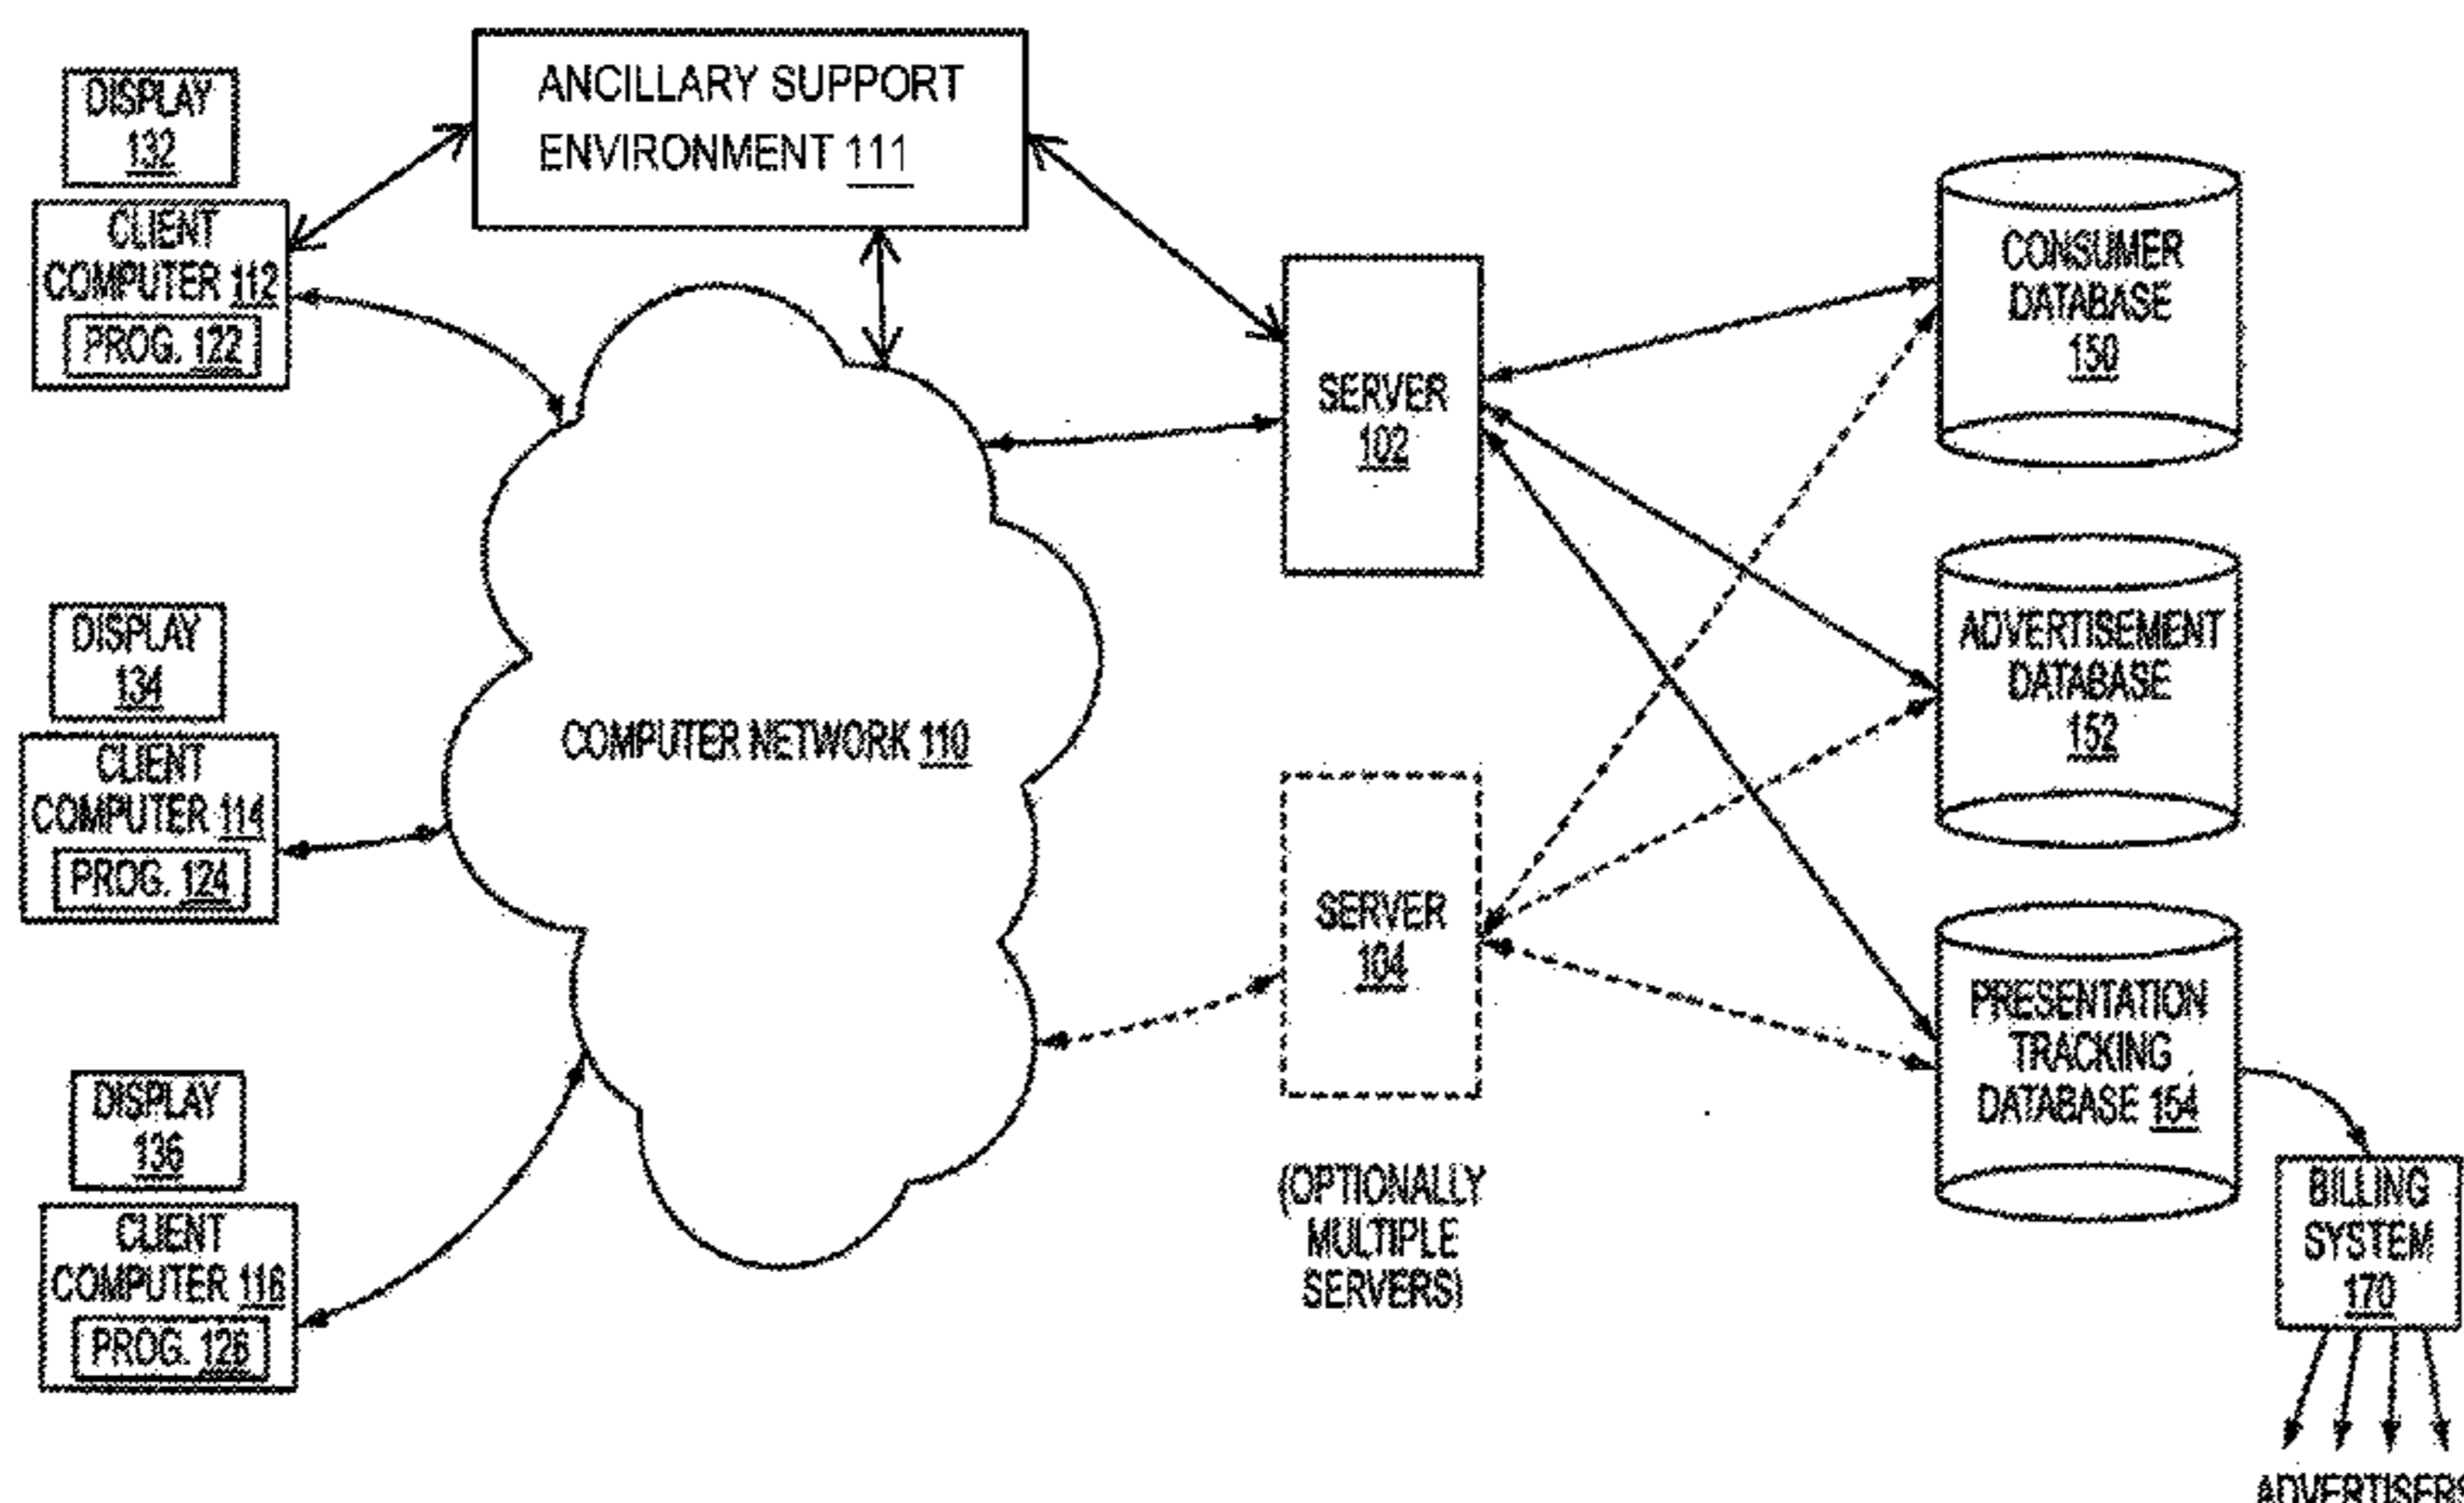 DISPLAY
132
CLIENT
COMPUTER 112
PROG. 122
ANCILLARY SUPPORT
ENVIRONMENT 111
DISPLAY
134
CLIENT
COMPUTER 114
PROG. 124
DISPLAY
136
CLIENT
COMPUTER 116
PROG. 126
COMPUTER NETWORK 110
SERVER
102
SERVER
104
(OPTIONALLY
MULTIPLE
SERVERS)
CONSUMER
DATABASE
150
ADVERTISEMENT
DATABASE
152
PRESENTATION
TRACKING
DATABASE 154
BILLING
SYSTEM
170
ADVERTISERS